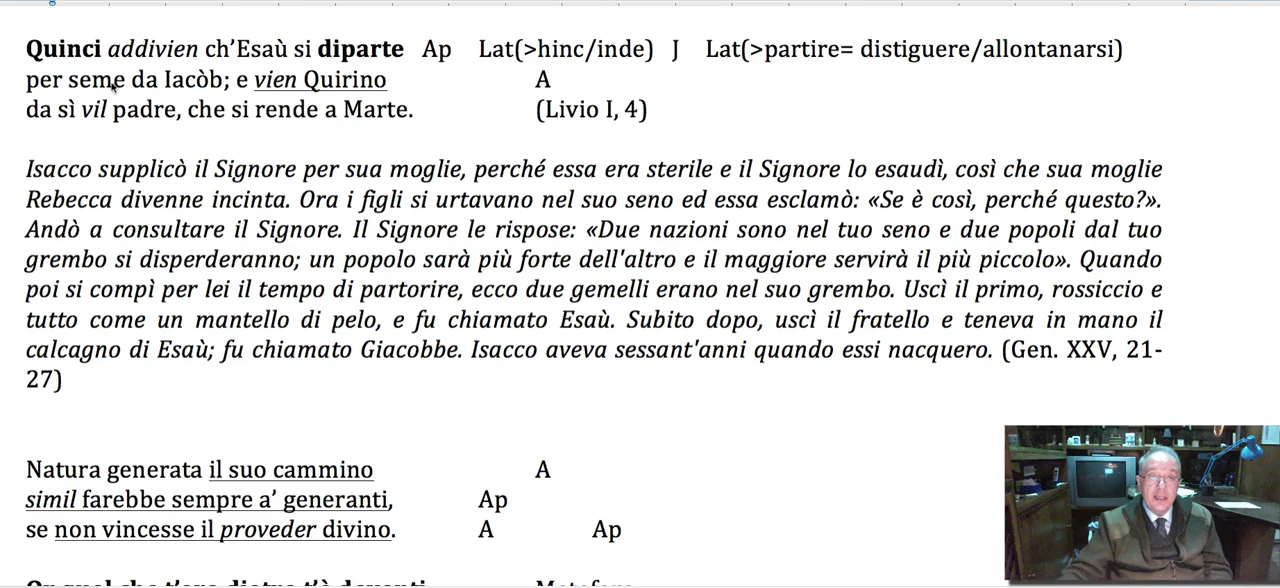 Quinci addivien ch'Esaù si diparte Ap Lat(>hinc/inde) J Lat(>partire= distiguere/allontanarsi)
per seme da Iacòb; e vien Quirino A
da sì vil padre, che si rende a Marte. (Livio I, 4)
Isacco supplicò il Signore per sua moglie, perché essa era sterile e il Signore lo esaudì, così che sua moglie
Rebecca divenne incinta. Ora i figli si urtavano nel suo seno ed essa esclamò: «Se è così, perché questo?».
Andò a consultare il Signore. Il Signore le rispose: «Due nazioni sono nel tuo seno e due popoli dal tuo
grembo si disperderanno; un popolo sarà più forte dell'altro e il maggiore servirà il più piccolo». Quando
poi si compì per lei il tempo di partorire, ecco due gemelli erano nel suo grembo. Uscì il primo, rossiccio e
tutto come un mantello di pelo, e fu chiamato Esaù. Subito dopo, uscì il fratello e teneva in mano il
calcagno di Esaù; fu chiamato Giacobbe. Isacco aveva sessant'anni quando essi nacquero. (Gen. XXV, 21-
27)
Natura generata il suo cammino A
simil farebbe sempre a' generanti, Ap
se non vincesse il proveder divino. A Ap
Or quel che t'era dietro t'è davanti Metafora